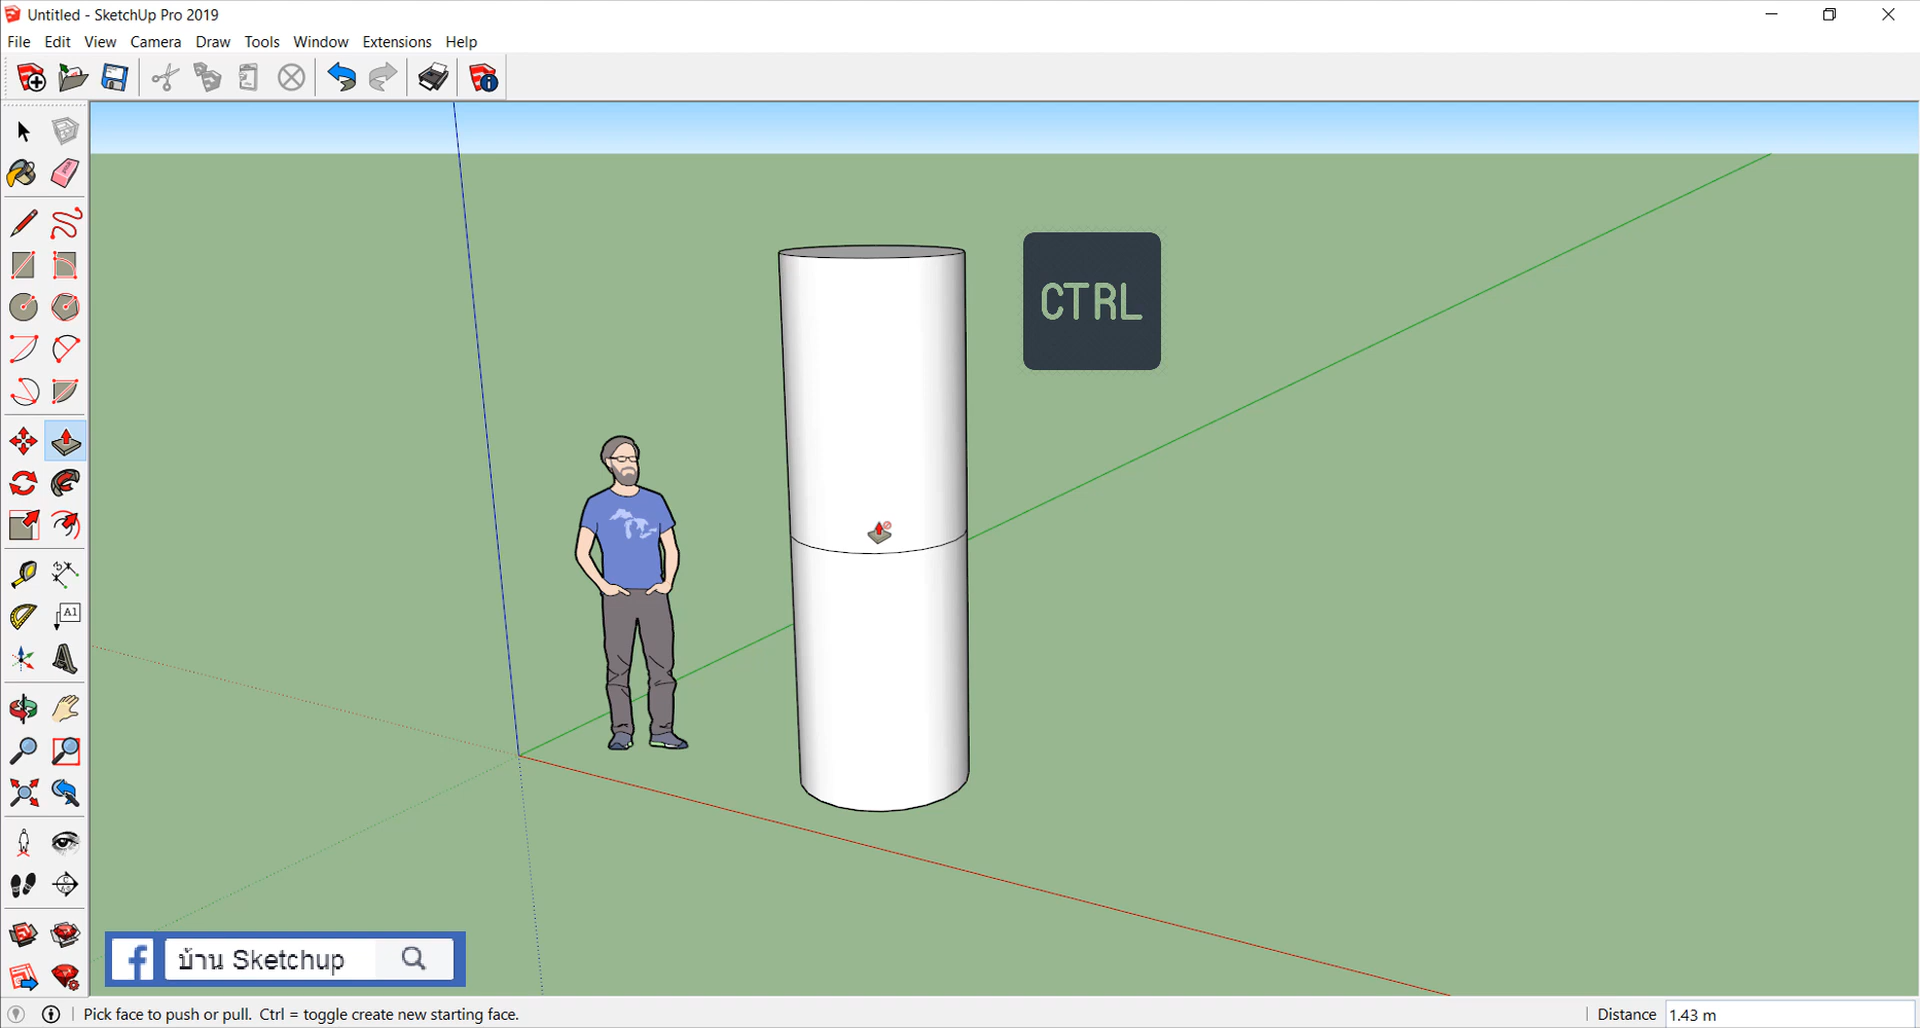 Untitled - SketchUp Pro 2019
File Edit View Camera Draw Tools Window Extensions Help
CTRL
A1
บ้าน Sketchup
Pick face to push or pull. Ctrl = toggle create new starting face.
Distance 1.43 m